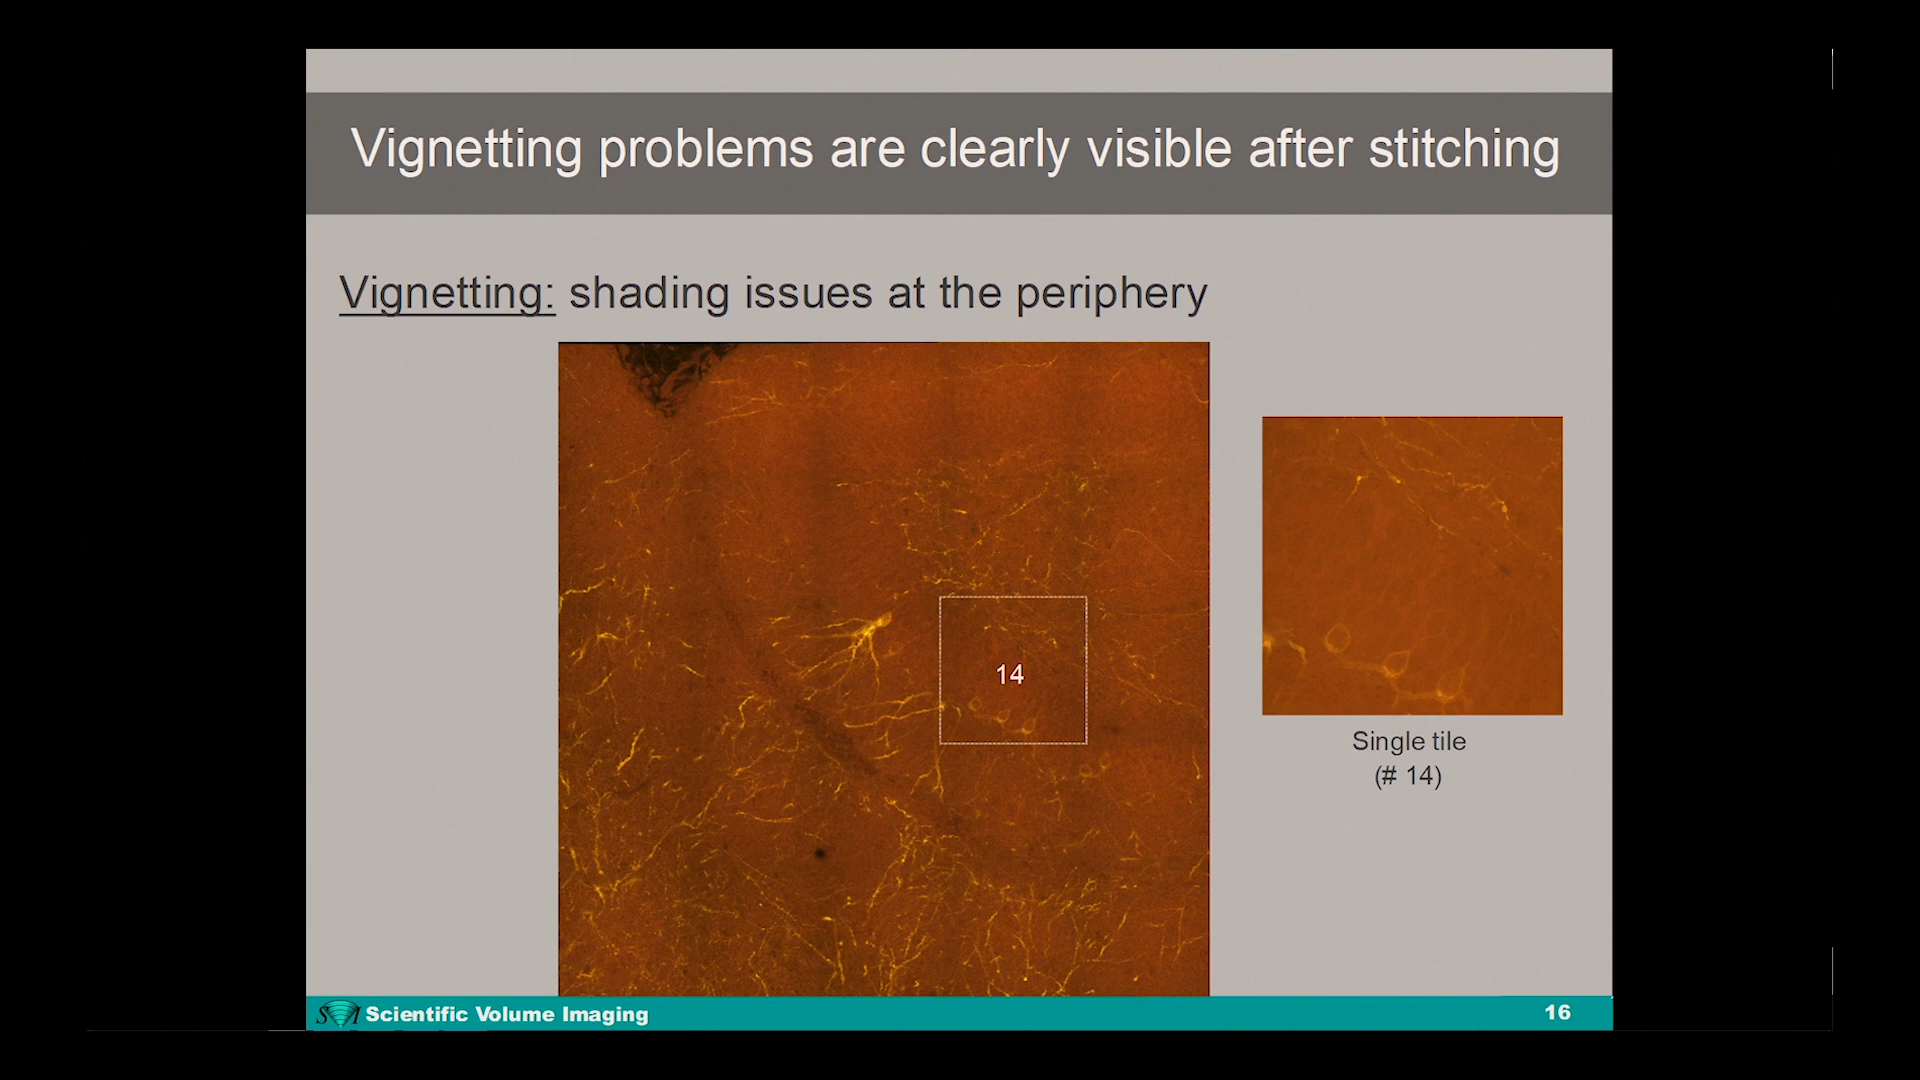 Vignetting problems are clearly visible after stitching
Vignetting: shading issues at the periphery
14
Single tile
(# 14)
SVI Scientific Volume Imaging
16